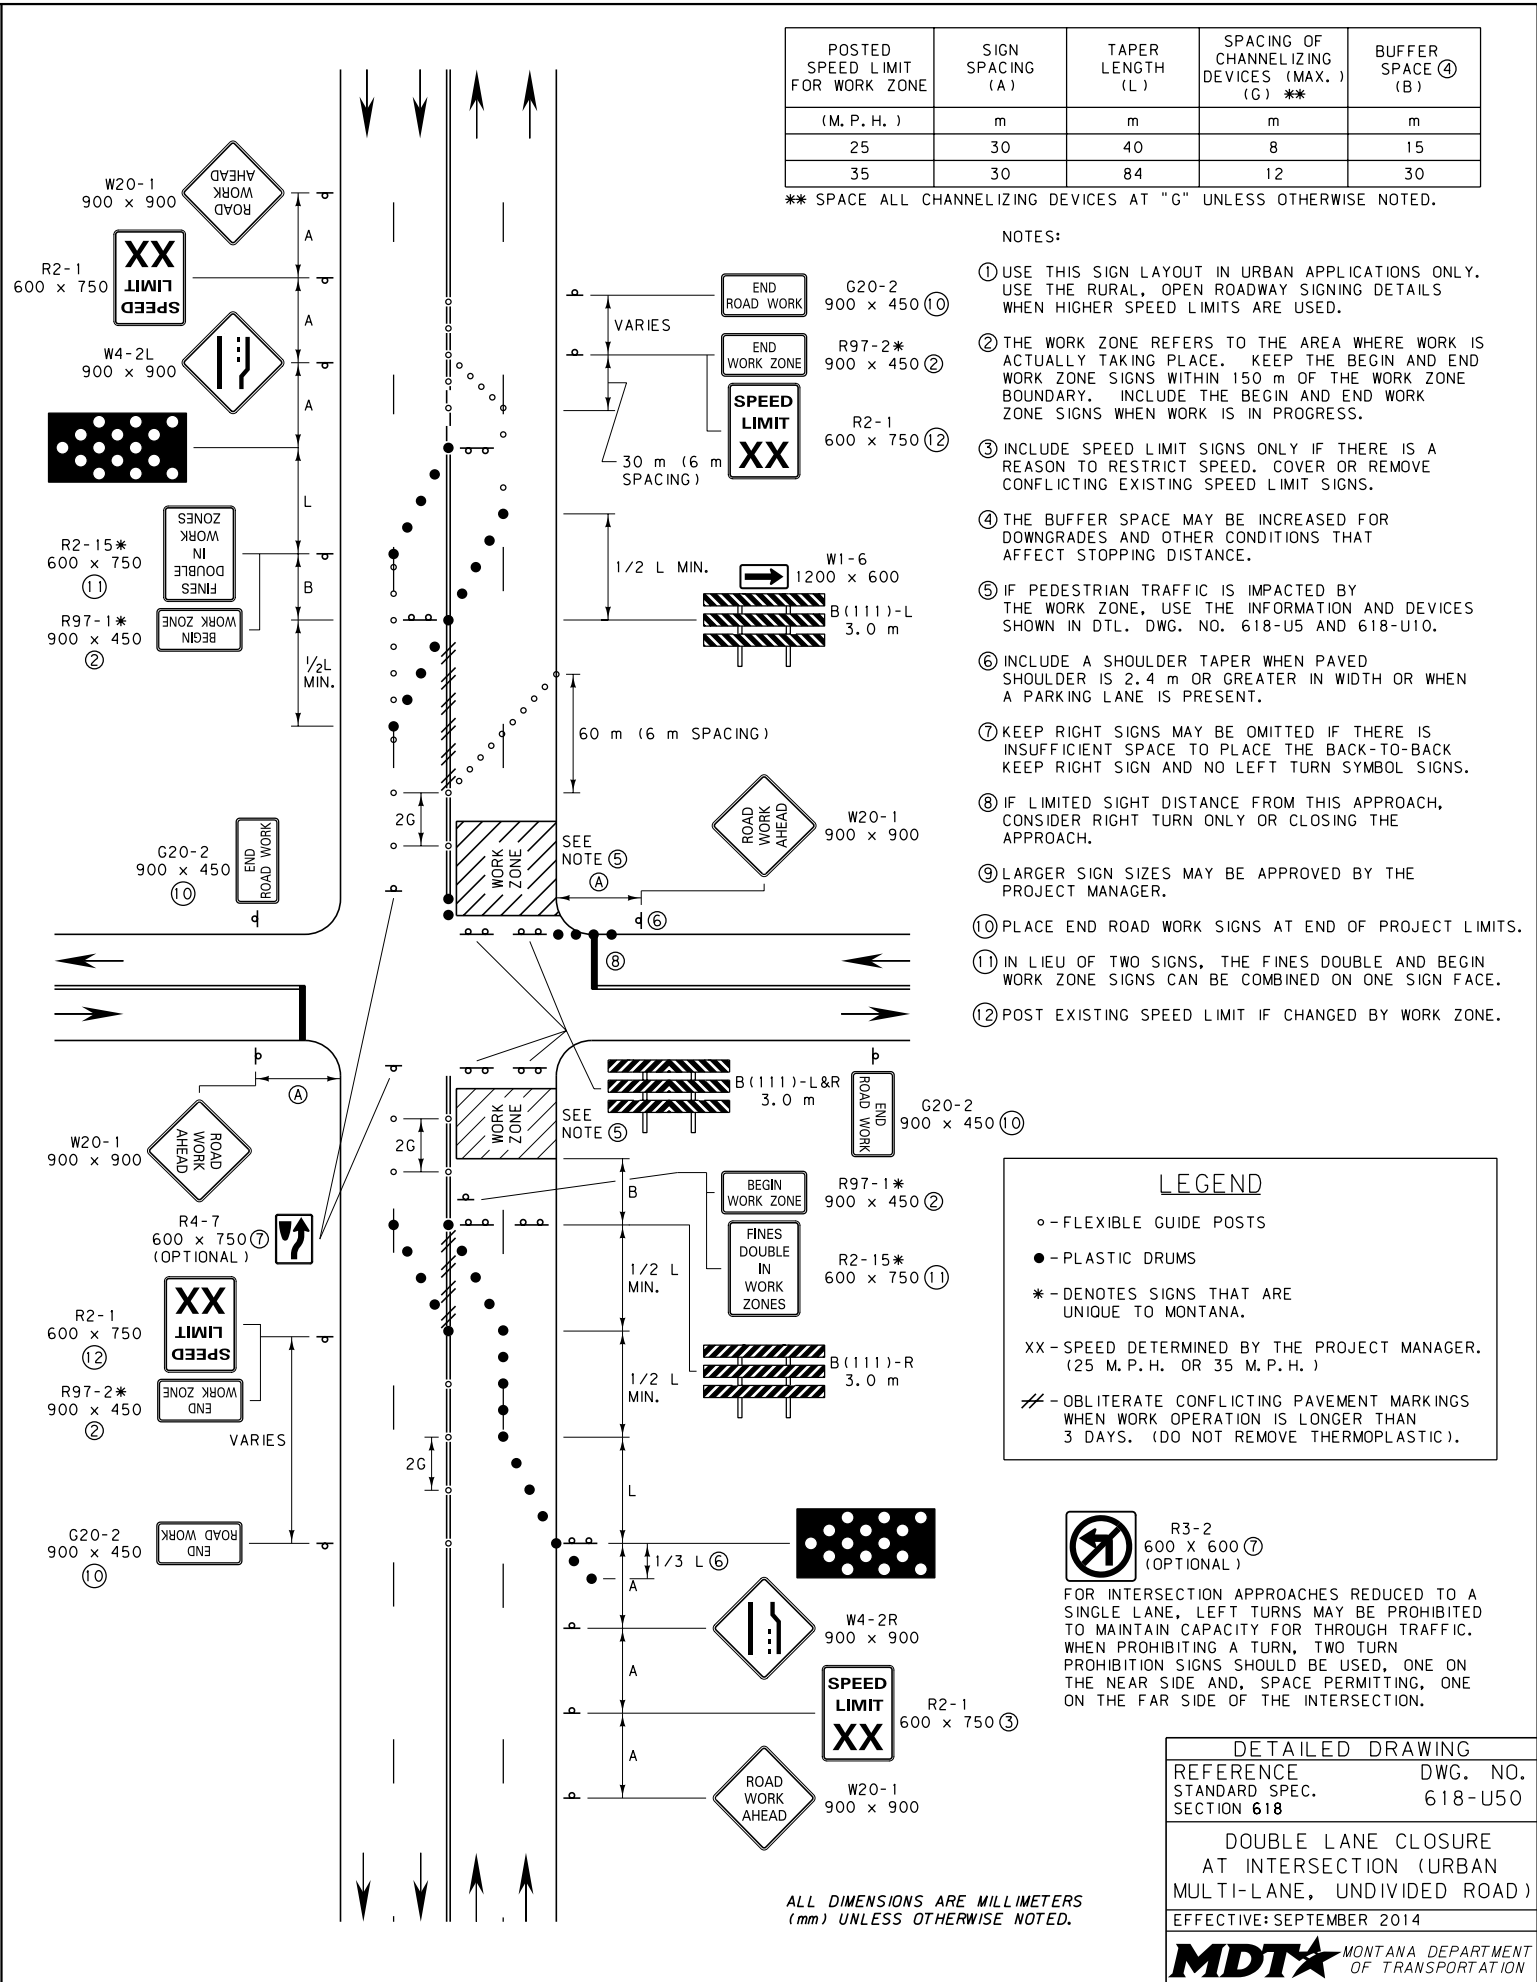 POSTED
SPEED LIMIT
FOR WORK ZONE
SIGN
SPACING
(A)
TAPER
LENGTH
(L)
SPACING OF
CHANNELIZING
DEVICES (MAX.)
(G) **
BUFFER
SPACE ④
(B)
(M.P.H.) m m m m
25 30 40 8 15
35 30 84 12 30
** SPACE ALL CHANNELIZING DEVICES AT "G" UNLESS OTHERWISE NOTED.
NOTES:
① USE THIS SIGN LAYOUT IN URBAN APPLICATIONS ONLY.
USE THE RURAL, OPEN ROADWAY SIGNING DETAILS
WHEN HIGHER SPEED LIMITS ARE USED.
② THE WORK ZONE REFERS TO THE AREA WHERE WORK IS
ACTUALLY TAKING PLACE. KEEP THE BEGIN AND END
WORK ZONE SIGNS WITHIN 150 m OF THE WORK ZONE
BOUNDARY. INCLUDE THE BEGIN AND END WORK
ZONE SIGNS WHEN WORK IS IN PROGRESS.
③ INCLUDE SPEED LIMIT SIGNS ONLY IF THERE IS A
REASON TO RESTRICT SPEED. COVER OR REMOVE
CONFLICTING EXISTING SPEED LIMIT SIGNS.
④ THE BUFFER SPACE MAY BE INCREASED FOR
DOWNGRADES AND OTHER CONDITIONS THAT
AFFECT STOPPING DISTANCE.
⑤ IF PEDESTRIAN TRAFFIC IS IMPACTED BY
THE WORK ZONE, USE THE INFORMATION AND DEVICES
SHOWN IN DTL. DWG. NO. 618-U5 AND 618-U10.
⑥ INCLUDE A SHOULDER TAPER WHEN PAVED
SHOULDER IS 2.4 m OR GREATER IN WIDTH OR WHEN
A PARKING LANE IS PRESENT.
⑦ KEEP RIGHT SIGNS MAY BE OMITTED IF THERE IS
INSUFFICIENT SPACE TO PLACE THE BACK-TO-BACK
KEEP RIGHT SIGN AND NO LEFT TURN SYMBOL SIGNS.
⑧ IF LIMITED SIGHT DISTANCE FROM THIS APPROACH,
CONSIDER RIGHT TURN ONLY OR CLOSING THE
APPROACH.
⑨ LARGER SIGN SIZES MAY BE APPROVED BY THE
PROJECT MANAGER.
⑩ PLACE END ROAD WORK SIGNS AT END OF PROJECT LIMITS.
⑪ IN LIEU OF TWO SIGNS, THE FINES DOUBLE AND BEGIN
WORK ZONE SIGNS CAN BE COMBINED ON ONE SIGN FACE.
⑫ POST EXISTING SPEED LIMIT IF CHANGED BY WORK ZONE.
W20-1
900 x 900
ROAD
WORK
AHEAD
A
R2-1
600 x 750
SPEED
LIMIT
XX
A
W4-2L
900 x 900
A
L
R2-15*
600 x 750
⑪
FINES
DOUBLE
IN
WORK
ZONES
B
R97-1*
900 x 450
②
BEGIN
WORK ZONE
1/2L
MIN.
G20-2
900 x 450
⑩
END
ROAD WORK
2G
END
ROAD WORK
G20-2
900 x 450 ⑩
VARIES
END
WORK ZONE
R97-2*
900 x 450 ②
SPEED
LIMIT
XX
R2-1
600 x 750 ⑫
30 m (6 m
SPACING)
1/2 L MIN.
W1-6
1200 x 600
B(111)-L
3.0 m
60 m (6 m SPACING)
WORK
ZONE
SEE
NOTE ⑤
Ⓐ
ROAD
WORK
AHEAD
W20-1
900 x 900
⑥
⑧
Ⓐ
W20-1
900 x 900
ROAD
WORK
AHEAD
2G
WORK
ZONE
SEE
NOTE ⑤
B(111)-L&R
3.0 m
END
ROAD WORK
G20-2
900 x 450 ⑩
R4-7
600 x 750 ⑦
(OPTIONAL)
B
BEGIN
WORK ZONE
R97-1*
900 x 450 ②
FINES
DOUBLE
IN
WORK
ZONES
R2-15*
600 x 750 ⑪
R2-1
600 x 750
⑫
SPEED
LIMIT
XX
R97-2*
900 x 450
②
END
WORK ZONE
VARIES
G20-2
900 x 450
⑩
END
ROAD WORK
1/2 L
MIN.
1/2 L
MIN.
B(111)-R
3.0 m
2G
L
1/3 L ⑥
A
W4-2R
900 x 900
A
SPEED
LIMIT
XX
R2-1
600 x 750 ③
A
ROAD
WORK
AHEAD
W20-1
900 x 900
LEGEND
- FLEXIBLE GUIDE POSTS
- PLASTIC DRUMS
* - DENOTES SIGNS THAT ARE
UNIQUE TO MONTANA.
XX - SPEED DETERMINED BY THE PROJECT MANAGER.
(25 M.P.H. OR 35 M.P.H.)
- OBLITERATE CONFLICTING PAVEMENT MARKINGS
WHEN WORK OPERATION IS LONGER THAN
3 DAYS. (DO NOT REMOVE THERMOPLASTIC).
R3-2
600 X 600 ⑦
(OPTIONAL)
FOR INTERSECTION APPROACHES REDUCED TO A
SINGLE LANE, LEFT TURNS MAY BE PROHIBITED
TO MAINTAIN CAPACITY FOR THROUGH TRAFFIC.
WHEN PROHIBITING A TURN, TWO TURN
PROHIBITION SIGNS SHOULD BE USED, ONE ON
THE NEAR SIDE AND, SPACE PERMITTING, ONE
ON THE FAR SIDE OF THE INTERSECTION.
ALL DIMENSIONS ARE MILLIMETERS
(mm) UNLESS OTHERWISE NOTED.
DETAILED DRAWING
REFERENCE DWG. NO.
STANDARD SPEC. 618-U50
SECTION 618
DOUBLE LANE CLOSURE
AT INTERSECTION (URBAN
MULTI-LANE, UNDIVIDED ROAD)
EFFECTIVE: SEPTEMBER 2014
MDT MONTANA DEPARTMENT
OF TRANSPORTATION